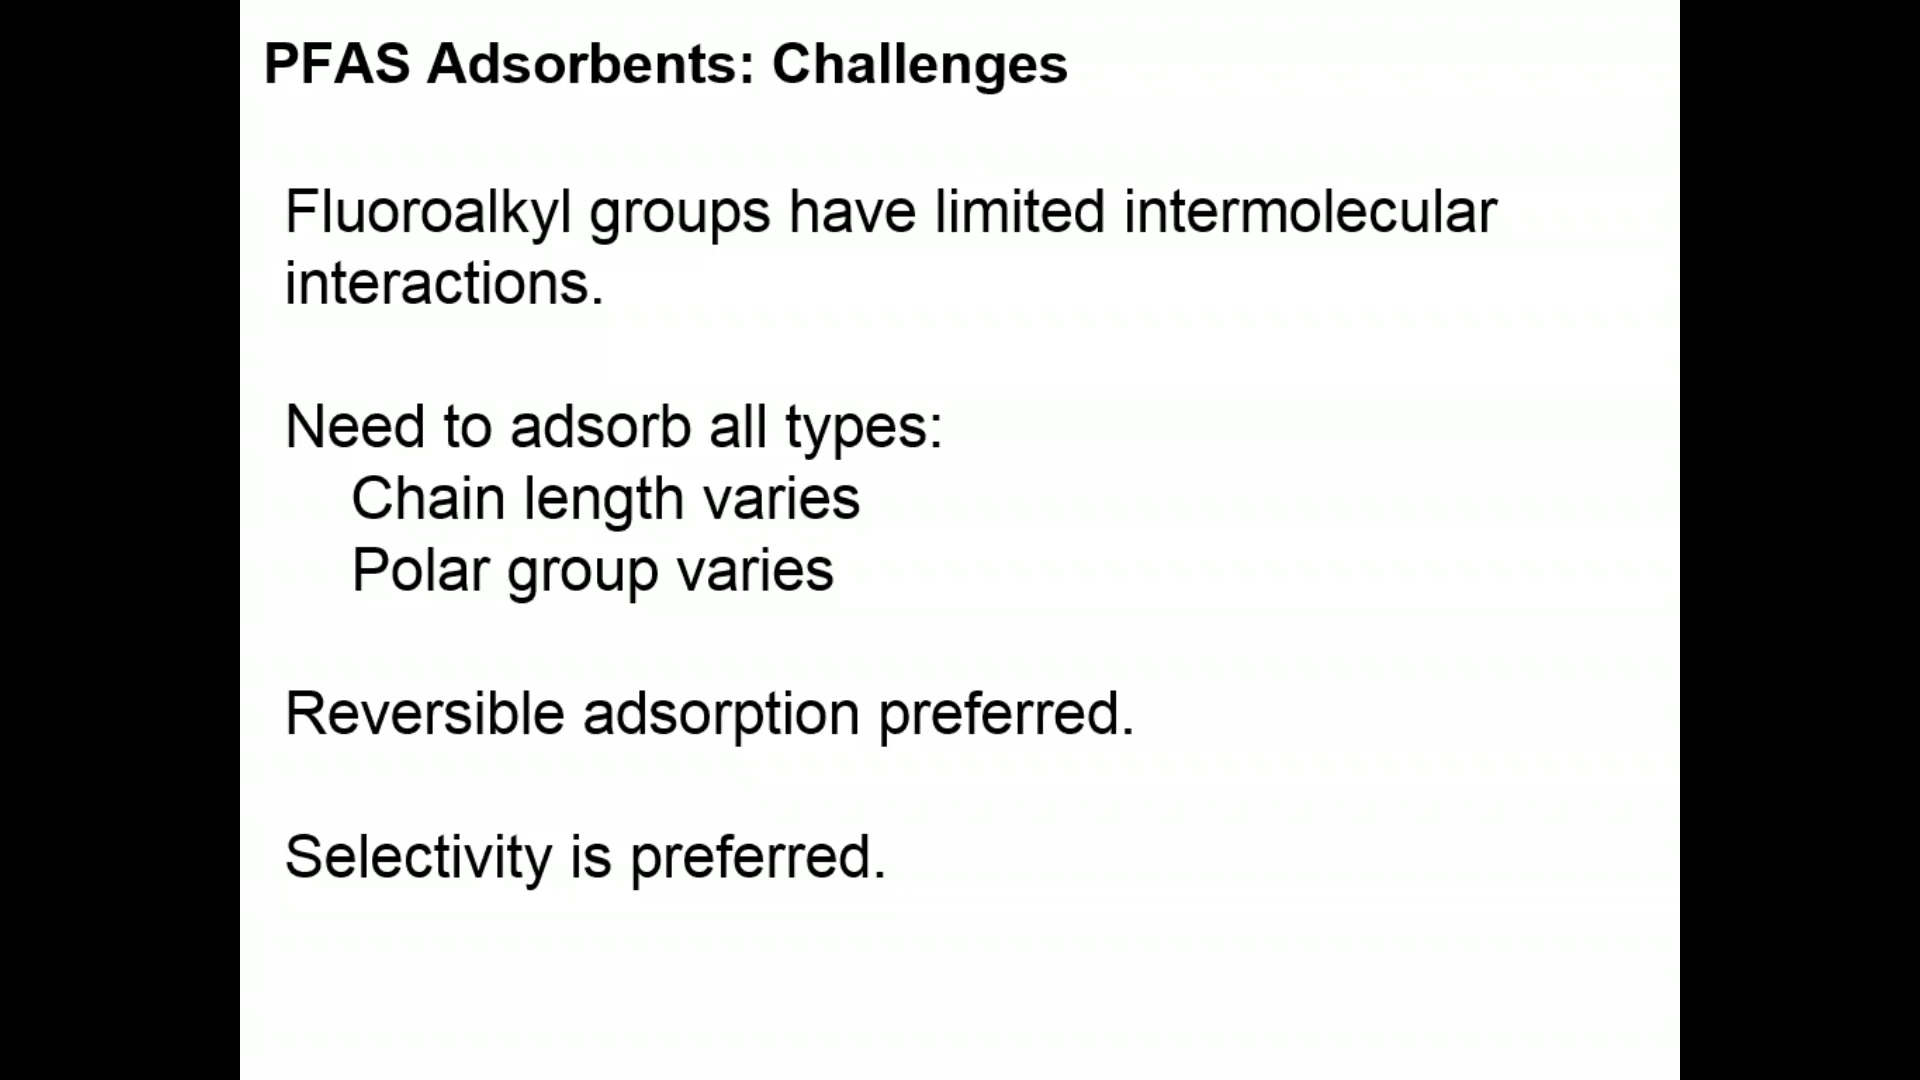 PFAS Adsorbents: Challenges
Fluoroalkyl groups have limited intermolecular
interactions.
Need to adsorb all types:
Chain length varies
Polar group varies
Reversible adsorption preferred.
Selectivity is preferred.